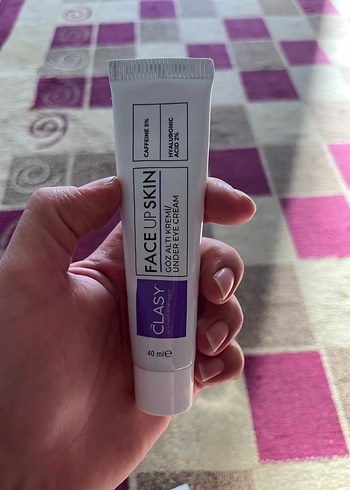 CAFFEINE 5%
HYALURONIC
ACID 2%
FACE UP SKIN
GÖZ ALTI KREMİ/
UNDER EYE CREAM
CLASY
40 ml ℮